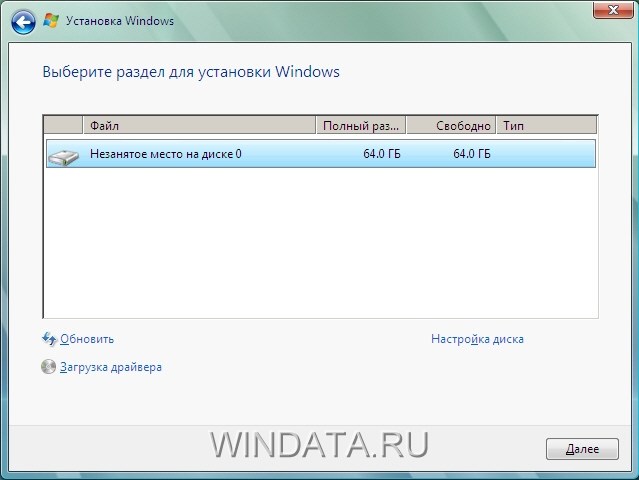 Установка Windows
Выберите раздел для установки Windows
Файл Полный раз... Свободно Тип
Незанятое место на диске 0 64.0 ГБ 64.0 ГБ
Обновить Настройка диска
Загрузка драйвера
WINDATA.RU
Далее